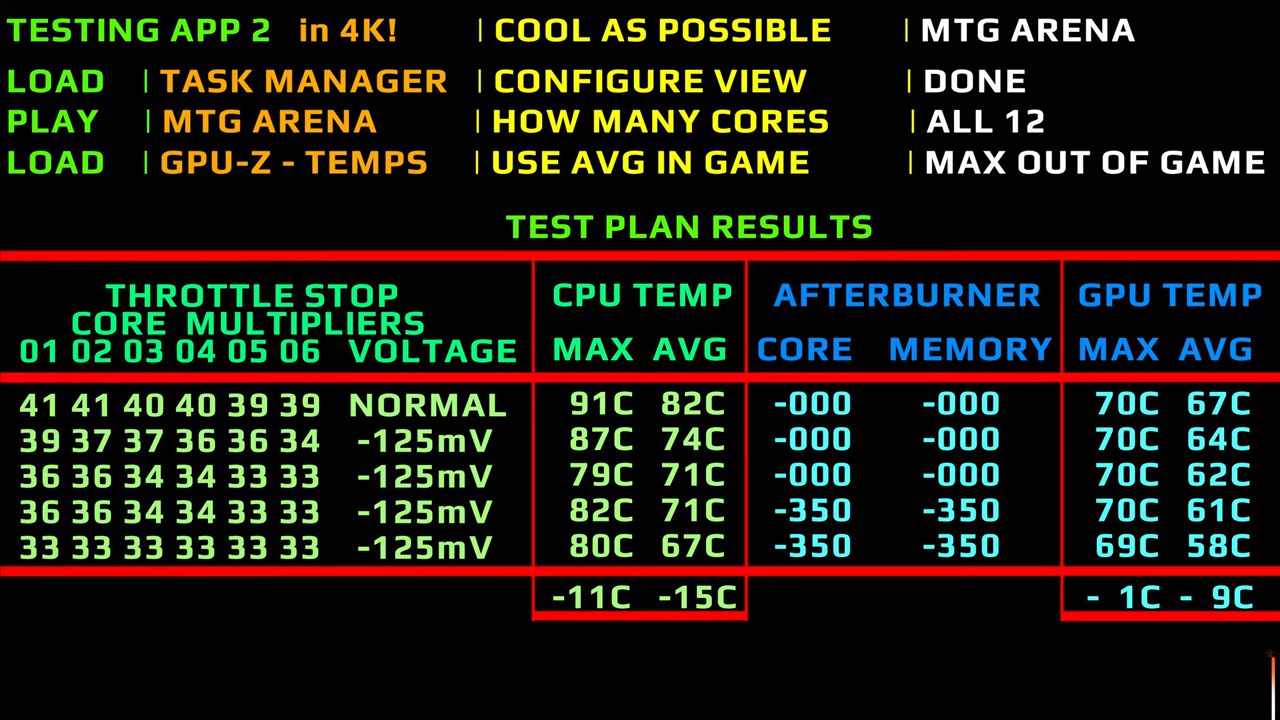 TESTING APP 2 in 4K! | COOL AS POSSIBLE | MTG ARENA
LOAD | TASK MANAGER | CONFIGURE VIEW | DONE
PLAY | MTG ARENA | HOW MANY CORES | ALL 12
LOAD | GPU-Z - TEMPS | USE AVG IN GAME | MAX OUT OF GAME
TEST PLAN RESULTS
THROTTLE STOP CPU TEMP AFTERBURNER GPU TEMP
CORE MULTIPLIERS
01 02 03 04 05 06 VOLTAGE MAX AVG CORE MEMORY MAX AVG
41 41 40 40 39 39 NORMAL 91C 82C -000 -000 70C 67C
39 37 37 36 36 34 -125mV 87C 74C -000 -000 70C 64C
36 36 34 34 33 33 -125mV 79C 71C -000 -000 70C 62C
36 36 34 34 33 33 -125mV 82C 71C -350 -350 70C 61C
33 33 33 33 33 33 -125mV 80C 67C -350 -350 69C 58C
-11C -15C - 1C - 9C